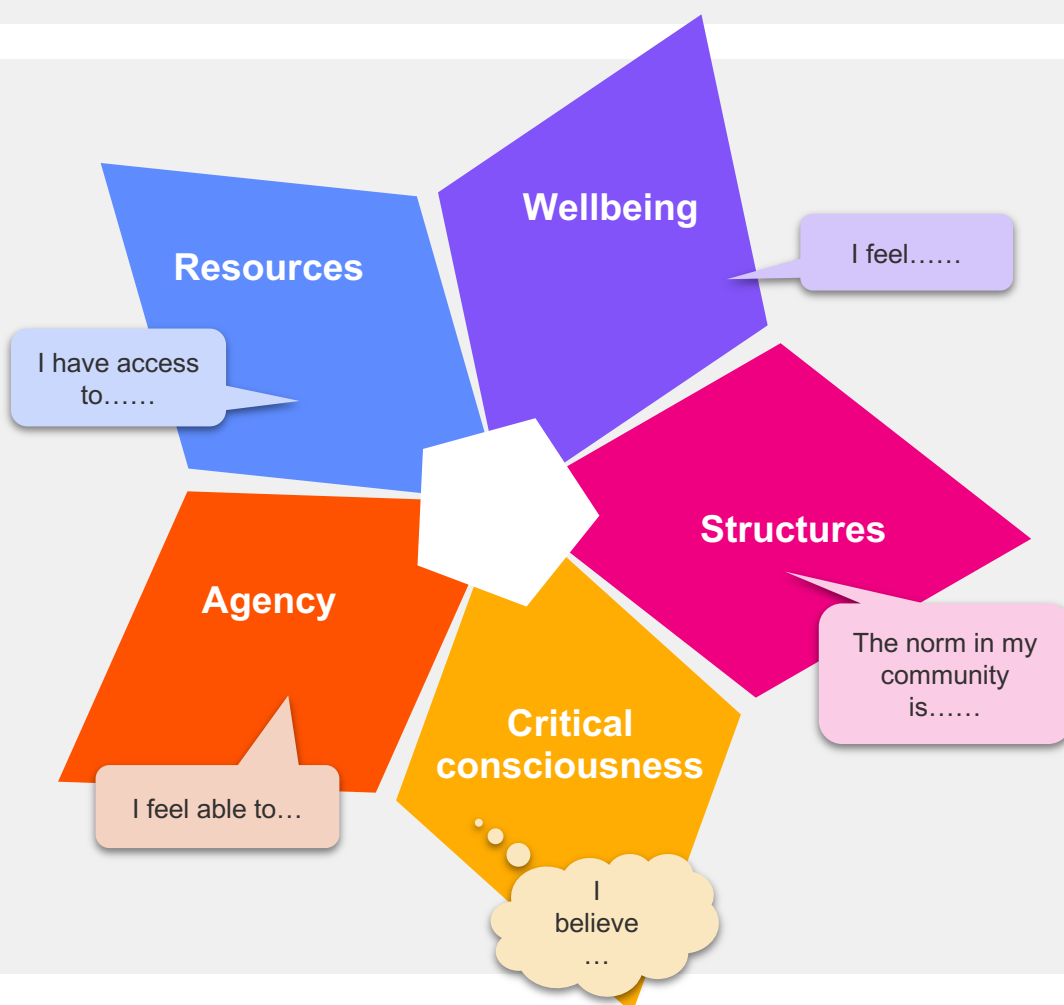 Wellbeing
I feel……
Resources
I have access
to……
Structures
The norm in my
community
is……
Agency
I feel able to…
Critical
consciousness
I
believe
…